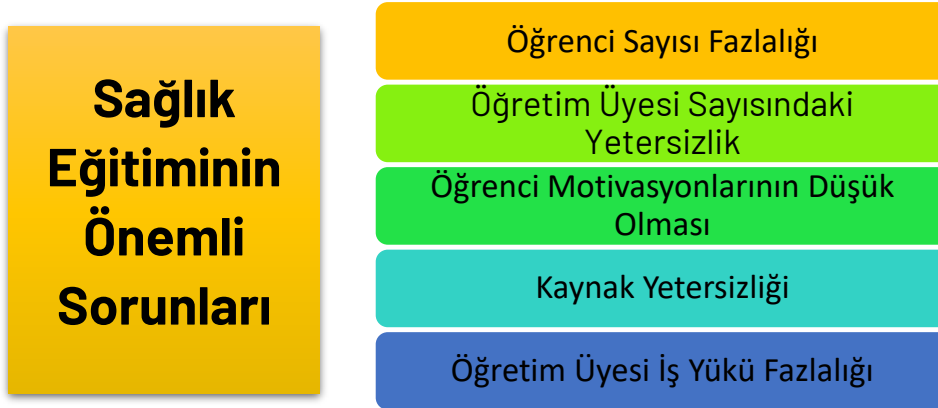 Sağlık
Eğitiminin
Önemli
Sorunları
Öğrenci Sayısı Fazlalığı
Öğretim Üyesi Sayısındaki
Yetersizlik
Öğrenci Motivasyonlarının Düşük
Olması
Kaynak Yetersizliği
Öğretim Üyesi İş Yükü Fazlalığı